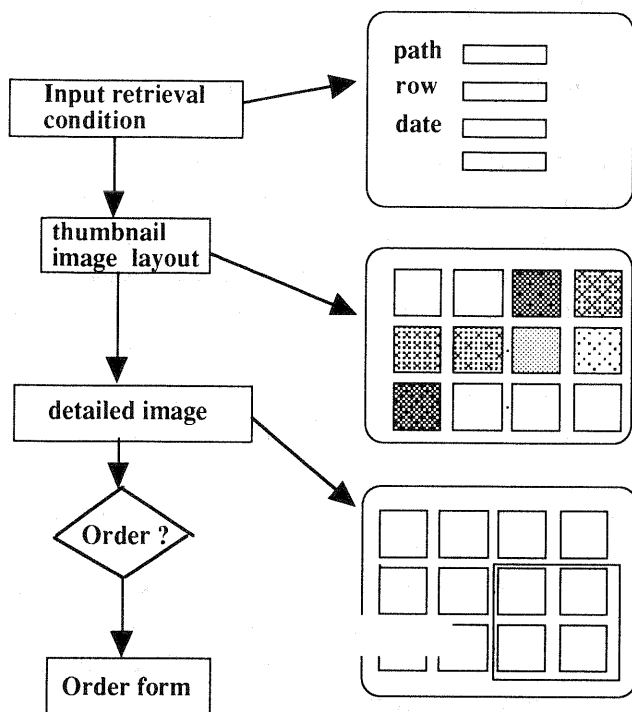 Input retrieval
condition
path
row
date
thumbnail
image layout
detailed image
Order ?
Order form